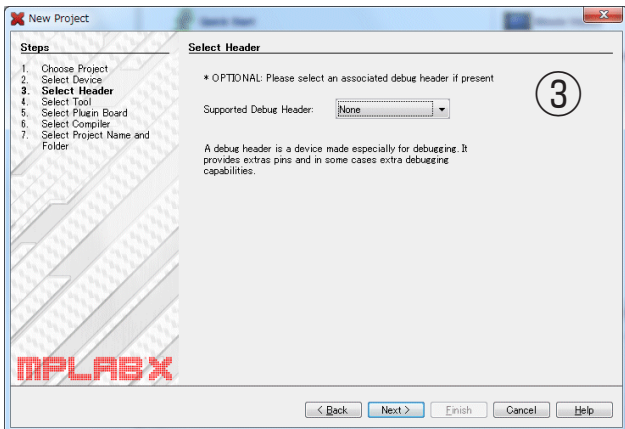 New Project
Quick Start
Steps
1. Choose Project
2. Select Device
3. Select Header
4. Select Tool
5. Select Plugin Board
6. Select Compiler
7. Select Project Name and
Folder
Select Header
* OPTIONAL: Please select an associated debug header if present
Supported Debug Header:
None
③
A debug header is a device made especially for debugging. It
provides extras pins and in some cases extra debugging
capabilities.
MPLABX
< Back
Next >
Finish
Cancel
Help